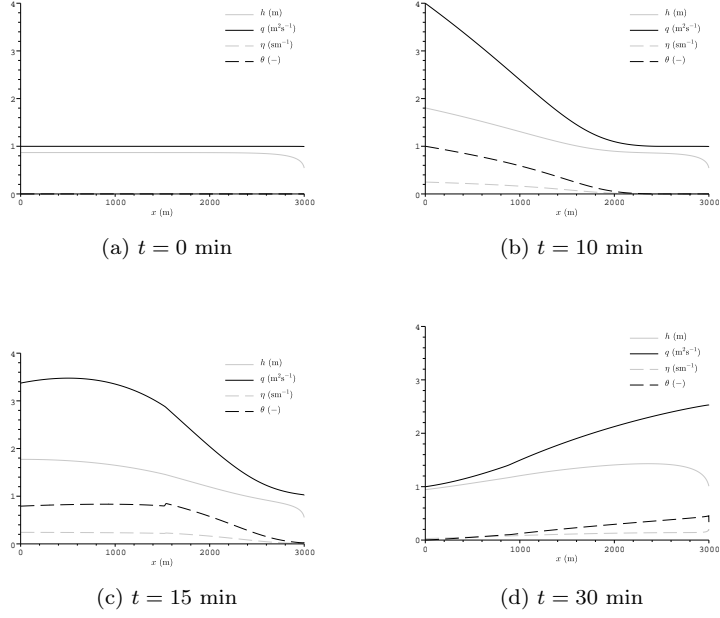 4
3
2
1
0
0 1000 2000 3000
x (m)
h (m)
q (m²s⁻¹)
η (sm⁻¹)
θ (−)
(a) t = 0 min
4
3
2
1
0
0 1000 2000 3000
x (m)
h (m)
q (m²s⁻¹)
η (sm⁻¹)
θ (−)
(b) t = 10 min
4
3
2
1
0
0 1000 2000 3000
x (m)
h (m)
q (m²s⁻¹)
η (sm⁻¹)
θ (−)
(c) t = 15 min
4
3
2
1
0
0 1000 2000 3000
x (m)
h (m)
q (m²s⁻¹)
η (sm⁻¹)
θ (−)
(d) t = 30 min